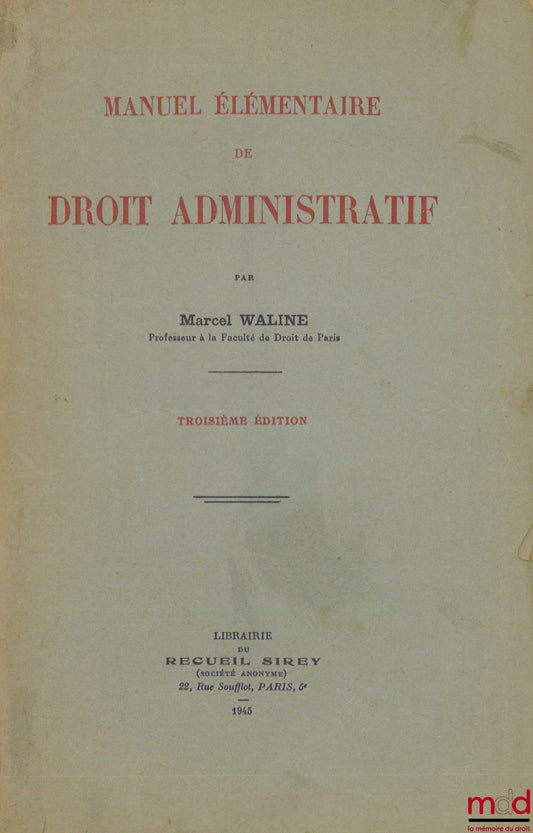 MANUEL ÉLÉMENTAIRE
DE
DROIT ADMINISTRATIF
PAR
Marcel WALINE
Professeur à la Faculté de Droit de Paris
TROISIÈME ÉDITION
LIBRAIRIE
DU
RECUEIL SIREY
(SOCIÉTÉ ANONYME)
22, Rue Soufflot, PARIS, 5e
1945
mdd
la mémoire du droit